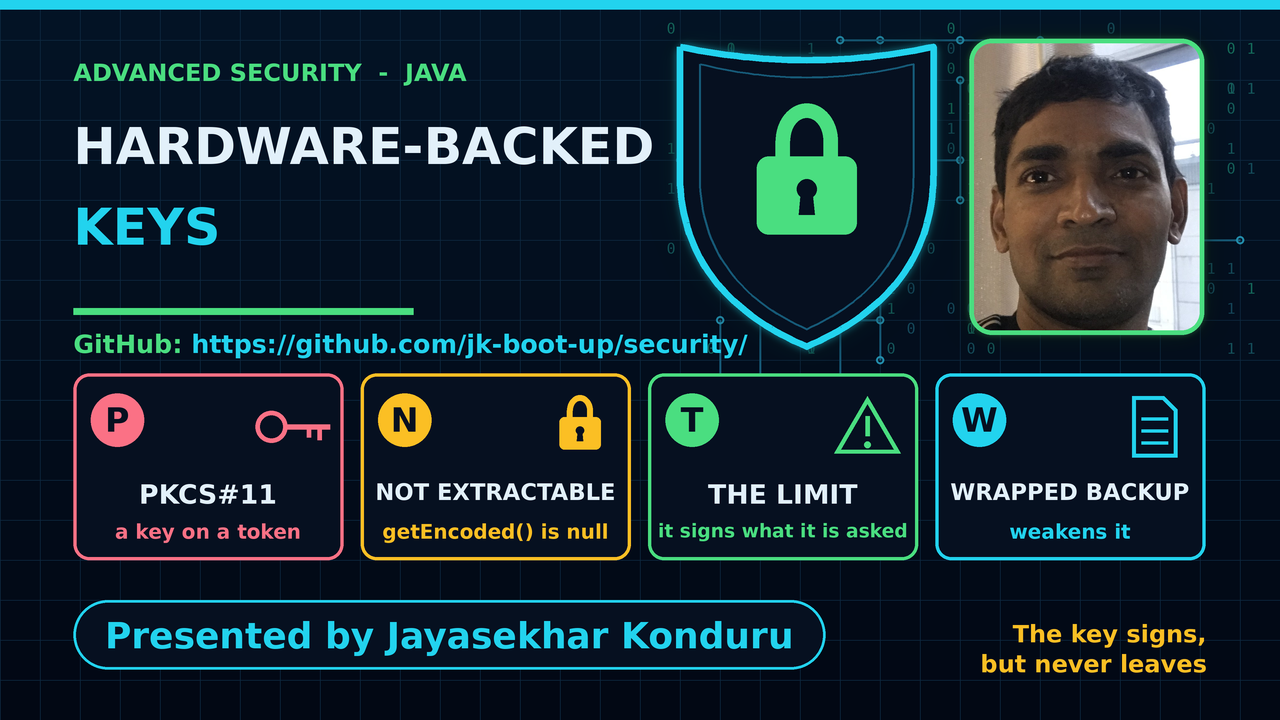 ADVANCED SECURITY - JAVA
HARDWARE-BACKED
KEYS
GitHub: https://github.com/jk-boot-up/security/
P
PKCS#11
a key on a token
N
NOT EXTRACTABLE
getEncoded() is null
T
THE LIMIT
it signs what it is asked
W
WRAPPED BACKUP
weakens it
Presented by Jayasekhar Konduru
The key signs,
but never leaves